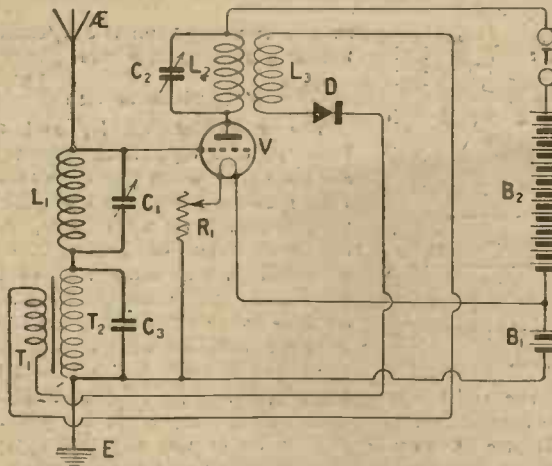 Æ
C₂
L₂
L₃
D
T
V
L₁
C₁
R₁
B₂
T₁
T₂
C₃
B₁
E